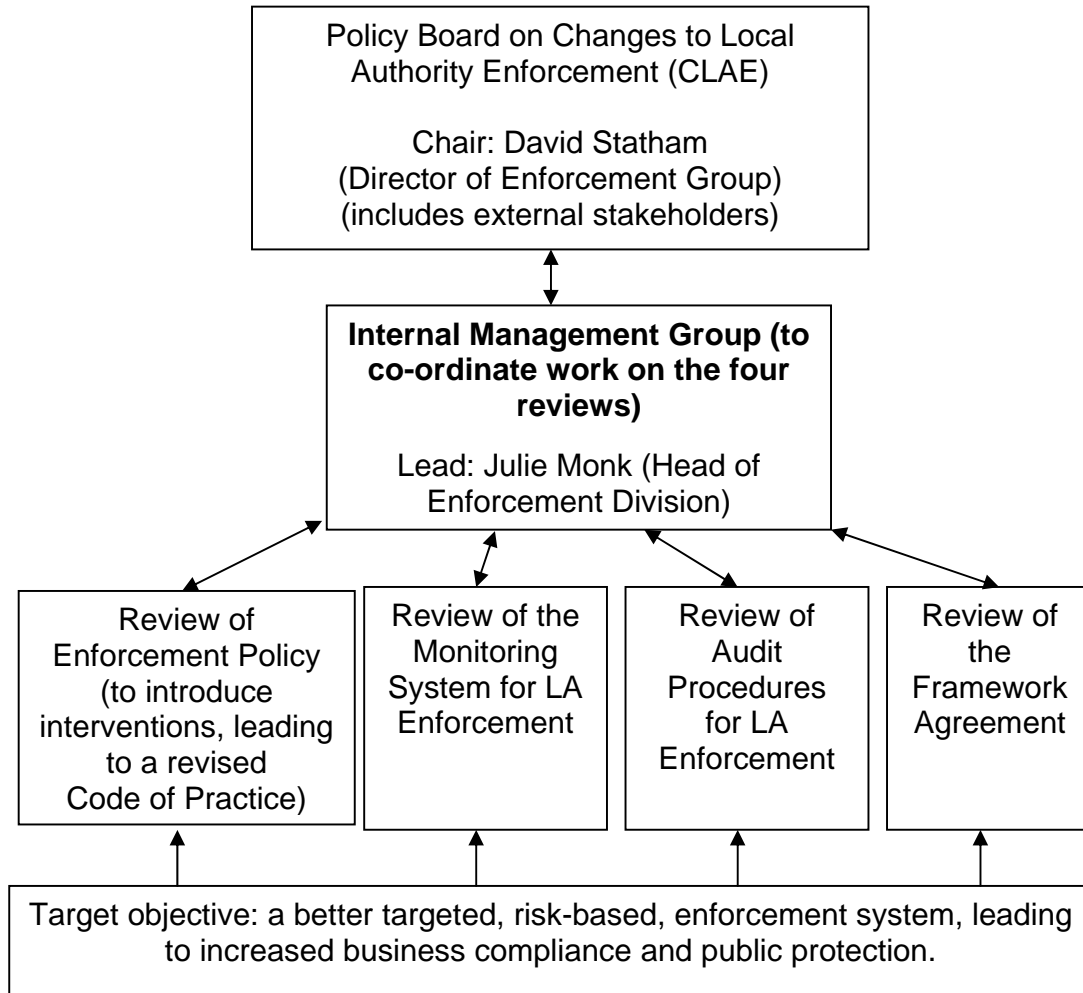 Policy Board on Changes to Local
Authority Enforcement (CLAE)
Chair: David Statham
(Director of Enforcement Group)
(includes external stakeholders)
Internal Management Group (to
co-ordinate work on the four
reviews)
Lead: Julie Monk (Head of
Enforcement Division)
Review of
Enforcement Policy
(to introduce
interventions, leading
to a revised
Code of Practice)
Review of the
Monitoring
System for LA
Enforcement
Review of
Audit
Procedures
for LA
Enforcement
Review of
the
Framework
Agreement
Target objective: a better targeted, risk-based, enforcement system, leading
to increased business compliance and public protection.